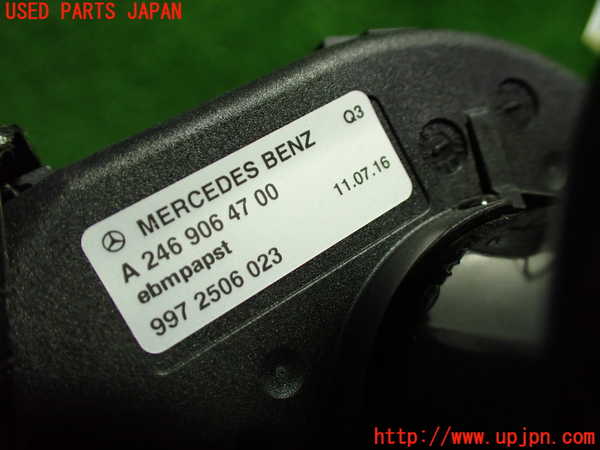 USED PARTS JAPAN
MERCEDES BENZ Q3
A 246 906 47 00 11.07.16
ebmpapst
997 2506 023
http://www.upjpn.com/